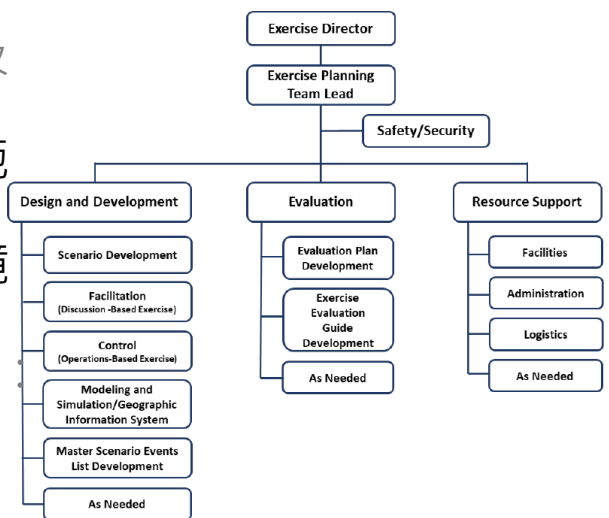 Exercise Director
Exercise Planning
Team Lead
Safety/Security
Design and Development
Scenario Development
Facilitation
(Discussion -Based Exercise)
Control
(Operations-Based Exercise)
Modeling and
Simulation/Geographic
Information System
Master Scenario Events
List Development
As Needed
Evaluation
Evaluation Plan
Development
Exercise
Evaluation
Guide
Development
As Needed
Resource Support
Facilities
Administration
Logistics
As Needed